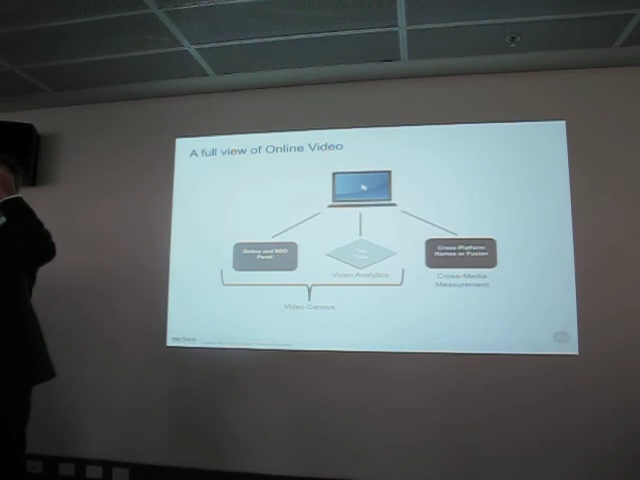 A full view of Online Video
Online and RDD
Panel
Cross-Platform
Homes or Fusion
Video Analytics
Cross-Media
Measurement
Video Census